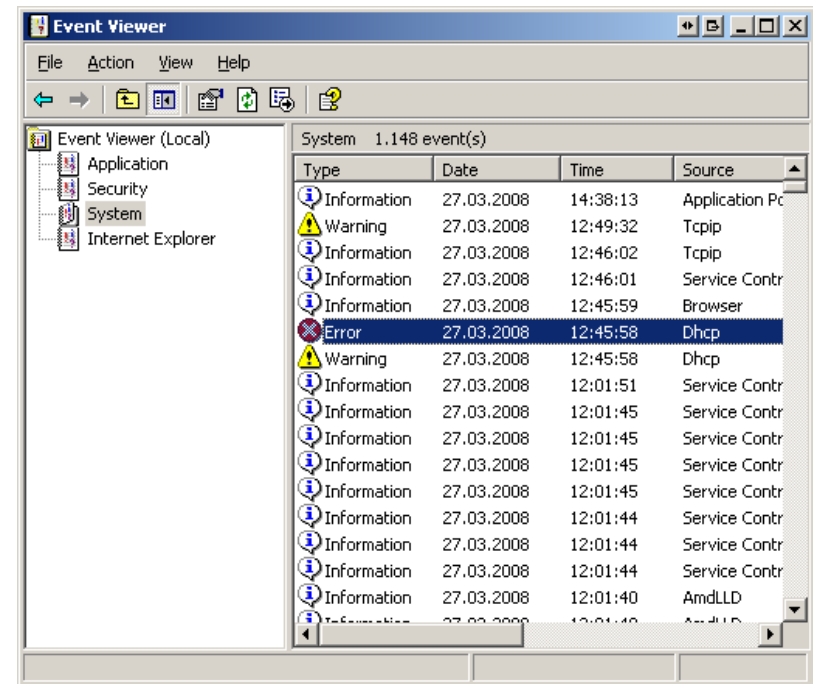 Event Viewer
File Action View Help
Event Viewer (Local)
Application
Security
System
Internet Explorer
System 1.148 event(s)
Type Date Time Source
Information 27.03.2008 14:38:13 Application Po
Warning 27.03.2008 12:49:32 Tcpip
Information 27.03.2008 12:46:02 Tcpip
Information 27.03.2008 12:46:01 Service Contr
Information 27.03.2008 12:45:59 Browser
Error 27.03.2008 12:45:58 Dhcp
Warning 27.03.2008 12:45:58 Dhcp
Information 27.03.2008 12:01:51 Service Contr
Information 27.03.2008 12:01:45 Service Contr
Information 27.03.2008 12:01:45 Service Contr
Information 27.03.2008 12:01:45 Service Contr
Information 27.03.2008 12:01:45 Service Contr
Information 27.03.2008 12:01:44 Service Contr
Information 27.03.2008 12:01:44 Service Contr
Information 27.03.2008 12:01:44 Service Contr
Information 27.03.2008 12:01:40 AmdLLD